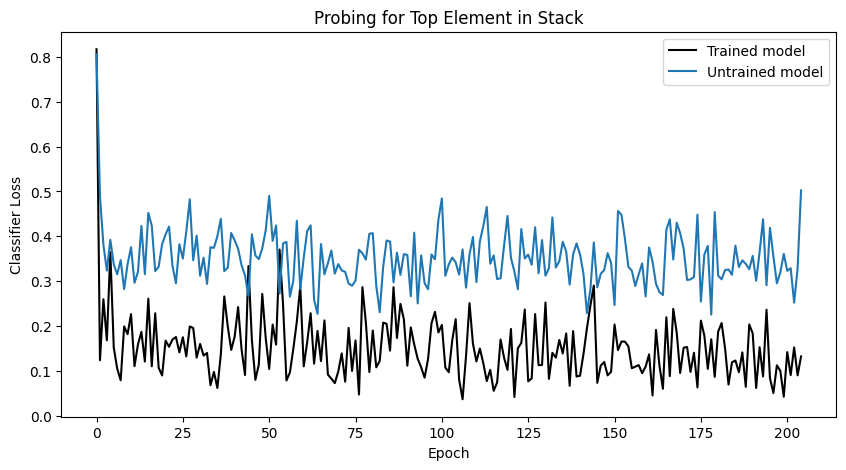 Probing for Top Element in Stack
Trained model
Untrained model
Classifier Loss
0.8
0.7
0.6
0.5
0.4
0.3
0.2
0.1
0.0
0 25 50 75 100 125 150 175 200
Epoch